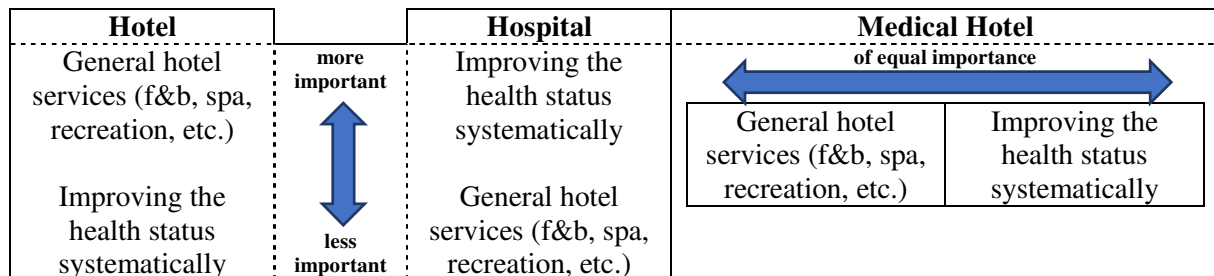 Hotel
Hospital
Medical Hotel
General hotel
services (f&b, spa,
recreation, etc.)
Improving the
health status
systematically
more
important
less
important
Improving the
health status
systematically
General hotel
services (f&b, spa,
recreation, etc.)
of equal importance
General hotel
services (f&b, spa,
recreation, etc.)
Improving the
health status
systematically